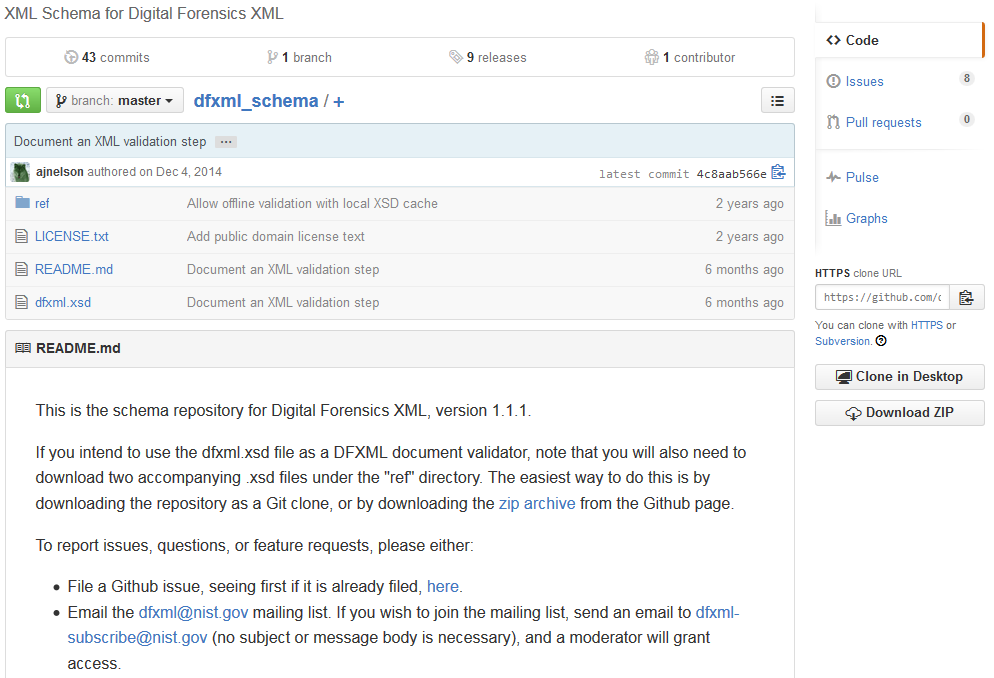 XML Schema for Digital Forensics XML
43 commits 1 branch 9 releases 1 contributor
branch: master dfxml_schema / +
Document an XML validation step ...
ajnelson authored on Dec 4, 2014 latest commit 4c8aab566e
ref Allow offline validation with local XSD cache 2 years ago
LICENSE.txt Add public domain license text 2 years ago
README.md Document an XML validation step 6 months ago
dfxml.xsd Document an XML validation step 6 months ago
README.md
This is the schema repository for Digital Forensics XML, version 1.1.1.
If you intend to use the dfxml.xsd file as a DFXML document validator, note that you will also need to
download two accompanying .xsd files under the "ref" directory. The easiest way to do this is by
downloading the repository as a Git clone, or by downloading the zip archive from the Github page.
To report issues, questions, or feature requests, please either:
• File a Github issue, seeing first if it is already filed, here.
• Email the dfxml@nist.gov mailing list. If you wish to join the mailing list, send an email to dfxml-
subscribe@nist.gov (no subject or message body is necessary), and a moderator will grant
access.
Code
Issues 8
Pull requests 0
Pulse
Graphs
HTTPS clone URL
https://github.com/
You can clone with HTTPS or
Subversion. ?
Clone in Desktop
Download ZIP